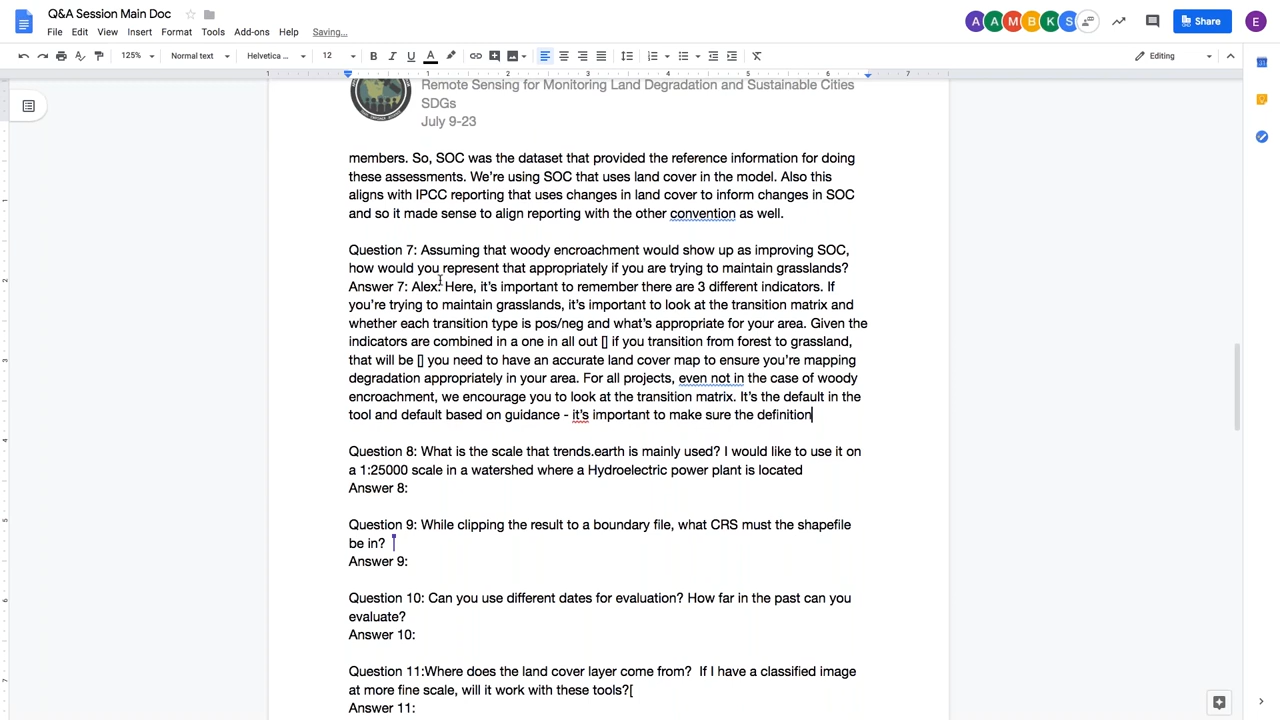 Q&A Session Main Doc
A A M B K S
Share
E
File Edit View Insert Format Tools Add-ons Help Saving...
125% Normal text Helvetica ... 12 B I U A Editing
1 1 2 3 4 5 6 7
Remote Sensing for Monitoring Land Degradation and Sustainable Cities
SDGs
July 9-23
members. So, SOC was the dataset that provided the reference information for doing
these assessments. We're using SOC that uses land cover in the model. Also this
aligns with IPCC reporting that uses changes in land cover to inform changes in SOC
and so it made sense to align reporting with the other convention as well.
Question 7: Assuming that woody encroachment would show up as improving SOC,
how would you represent that appropriately if you are trying to maintain grasslands?
Answer 7: Alex: Here, it's important to remember there are 3 different indicators. If
you're trying to maintain grasslands, it's important to look at the transition matrix and
whether each transition type is pos/neg and what's appropriate for your area. Given the
indicators are combined in a one in all out [] if you transition from forest to grassland,
that will be [] you need to have an accurate land cover map to ensure you're mapping
degradation appropriately in your area. For all projects, even not in the case of woody
encroachment, we encourage you to look at the transition matrix. It's the default in the
tool and default based on guidance - it's important to make sure the definition
Question 8: What is the scale that trends.earth is mainly used? I would like to use it on
a 1:25000 scale in a watershed where a Hydroelectric power plant is located
Answer 8:
Question 9: While clipping the result to a boundary file, what CRS must the shapefile
be in?
Answer 9:
Question 10: Can you use different dates for evaluation? How far in the past can you
evaluate?
Answer 10:
Question 11:Where does the land cover layer come from?  If I have a classified image
at more fine scale, will it work with these tools?[
Answer 11: